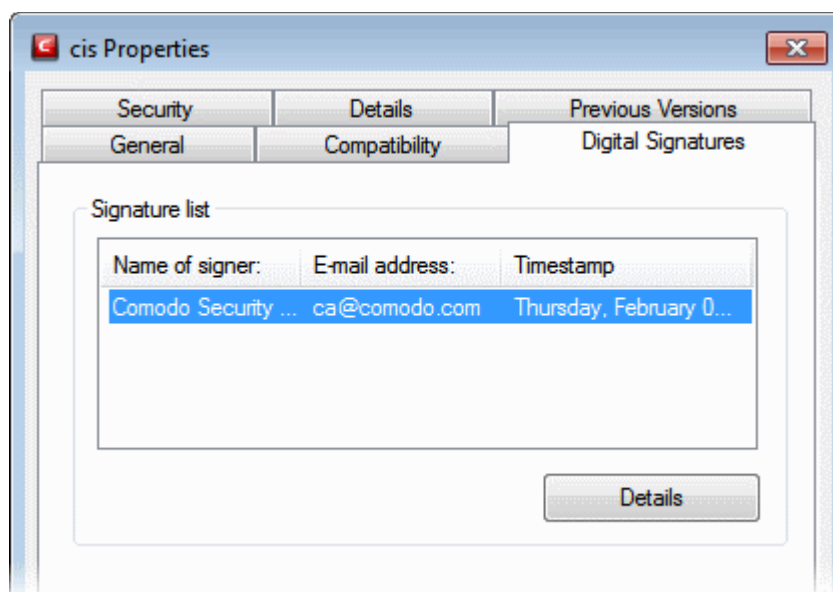 cis Properties
Security Details Previous Versions
General Compatibility Digital Signatures
Signature list
Name of signer: E-mail address: Timestamp
Comodo Security ... ca@comodo.com Thursday, February 0...
Details